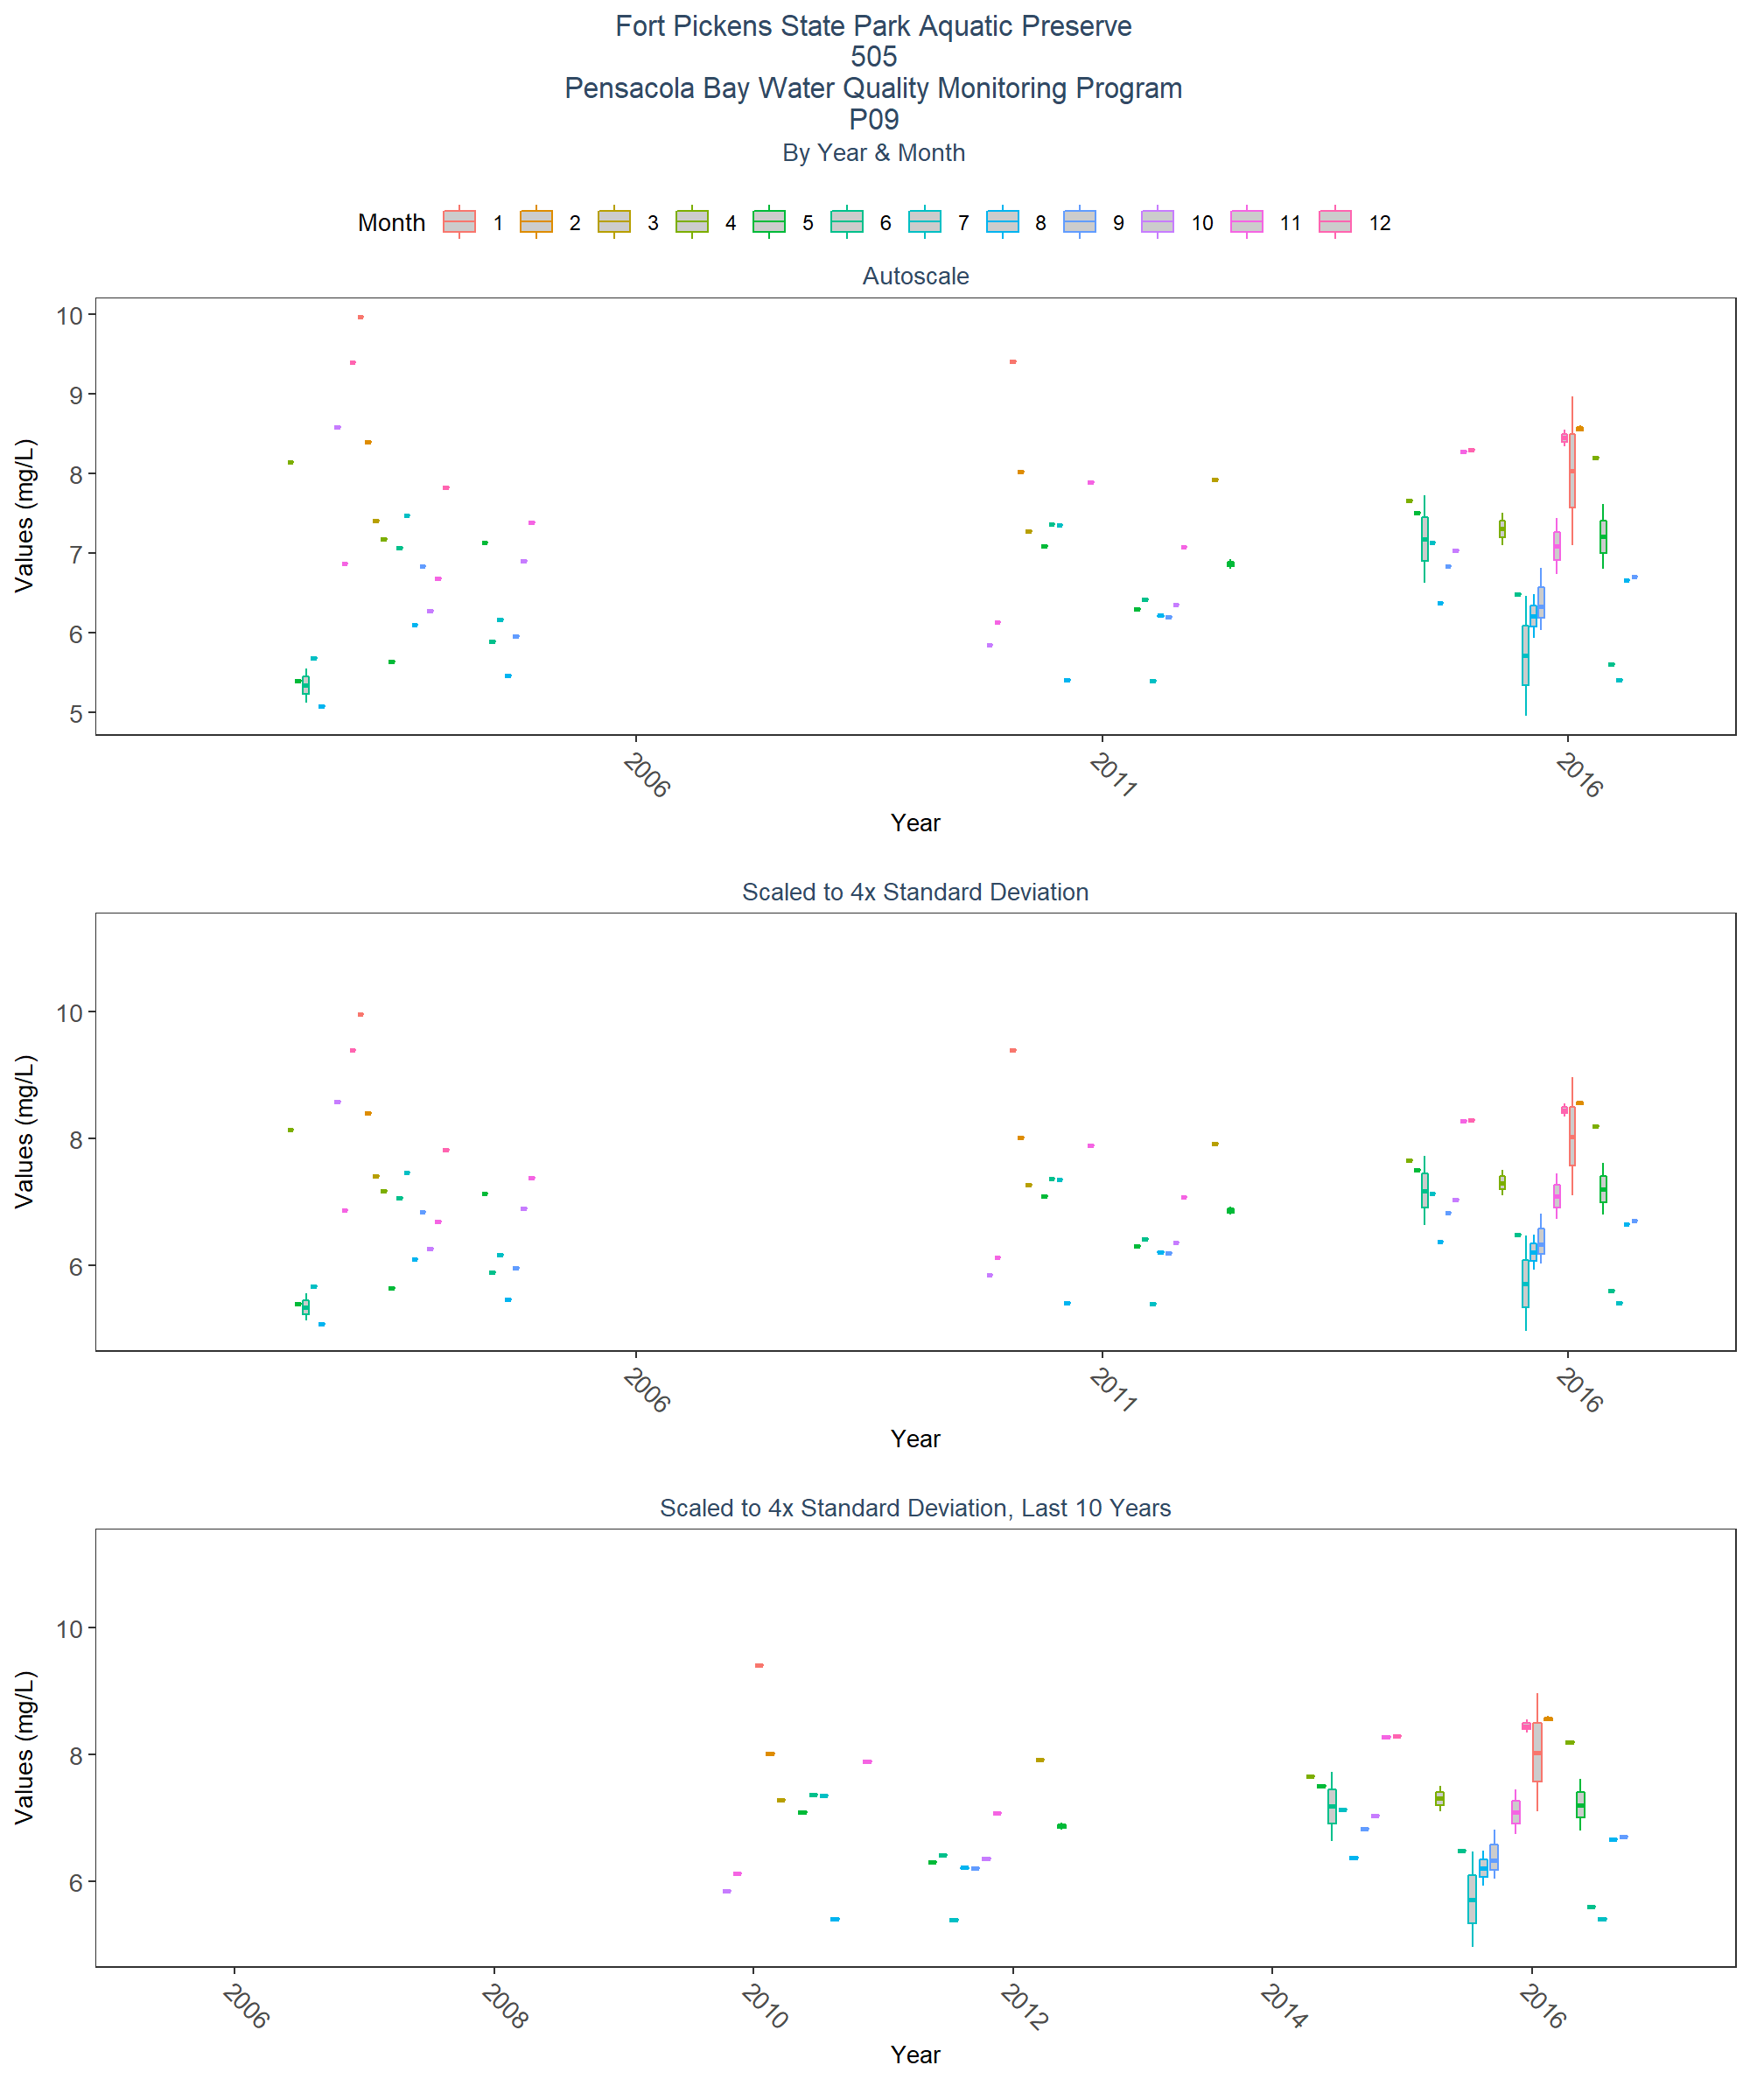 Fort Pickens State Park Aquatic Preserve
505
Pensacola Bay Water Quality Monitoring Program
P09
By Year & Month
Month 1 2 3 4 5 6 7 8 9 10 11 12
Autoscale
Values (mg/L)
10
9
8
7
6
5
2006 2011 2016
Year
Scaled to 4x Standard Deviation
Values (mg/L)
10
8
6
2006 2011 2016
Year
Scaled to 4x Standard Deviation, Last 10 Years
Values (mg/L)
10
8
6
2006 2008 2010 2012 2014 2016
Year